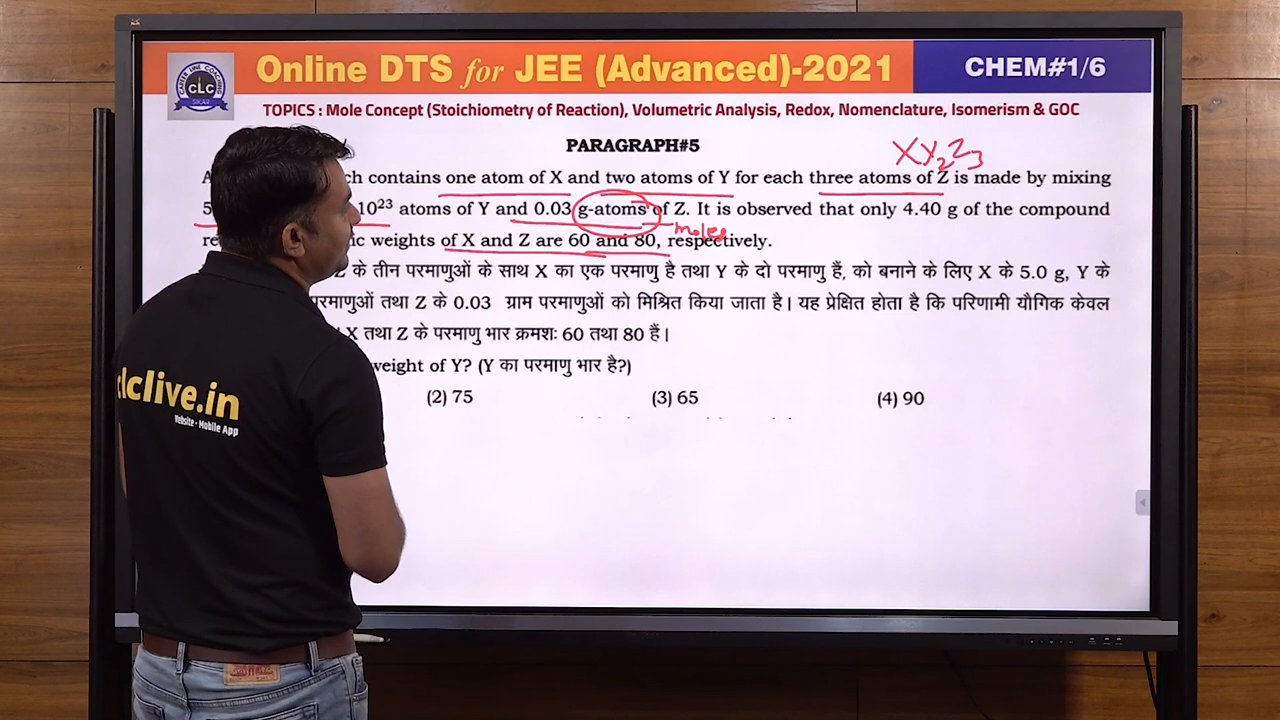 Online DTS for JEE (Advanced)-2021 CHEM#1/6
CAREER LINE COACHING CLC SIKAR
TOPICS : Mole Concept (Stoichiometry of Reaction), Volumetric Analysis, Redox, Nomenclature, Isomerism & GOC
PARAGRAPH#5
XY₂Z₃
A ch contains one atom of X and two atoms of Y for each three atoms of Z is made by mixing
5 10²³ atoms of Y and 0.03 g-atoms of Z. It is observed that only 4.40 g of the compound
moles
re ic weights of X and Z are 60 and 80, respectively.
Z के तीन परमाणुओं के साथ X का एक परमाणु है तथा Y के दो परमाणु हैं, को बनाने के लिए X के 5.0 g, Y के
परमाणुओं तथा Z के 0.03 ग्राम परमाणुओं को मिश्रित किया जाता है। यह प्रेक्षित होता है कि परिणामी यौगिक केवल
X तथा Z के परमाणु भार क्रमशः 60 तथा 80 हैं।
weight of Y? (Y का परमाणु भार है?)
(2) 75 (3) 65 (4) 90
clclive.in
Website - Mobile App